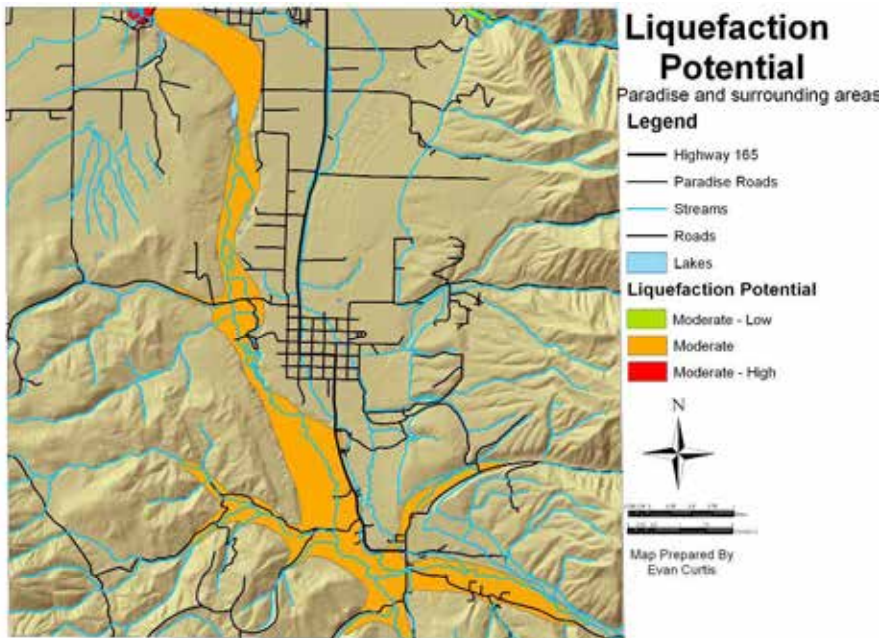 Liquefaction
Potential
Paradise and surrounding areas
Legend
Highway 165
Paradise Roads
Streams
Roads
Lakes
Liquefaction Potential
Moderate - Low
Moderate
Moderate - High
N
Map Prepared By
Evan Curtis